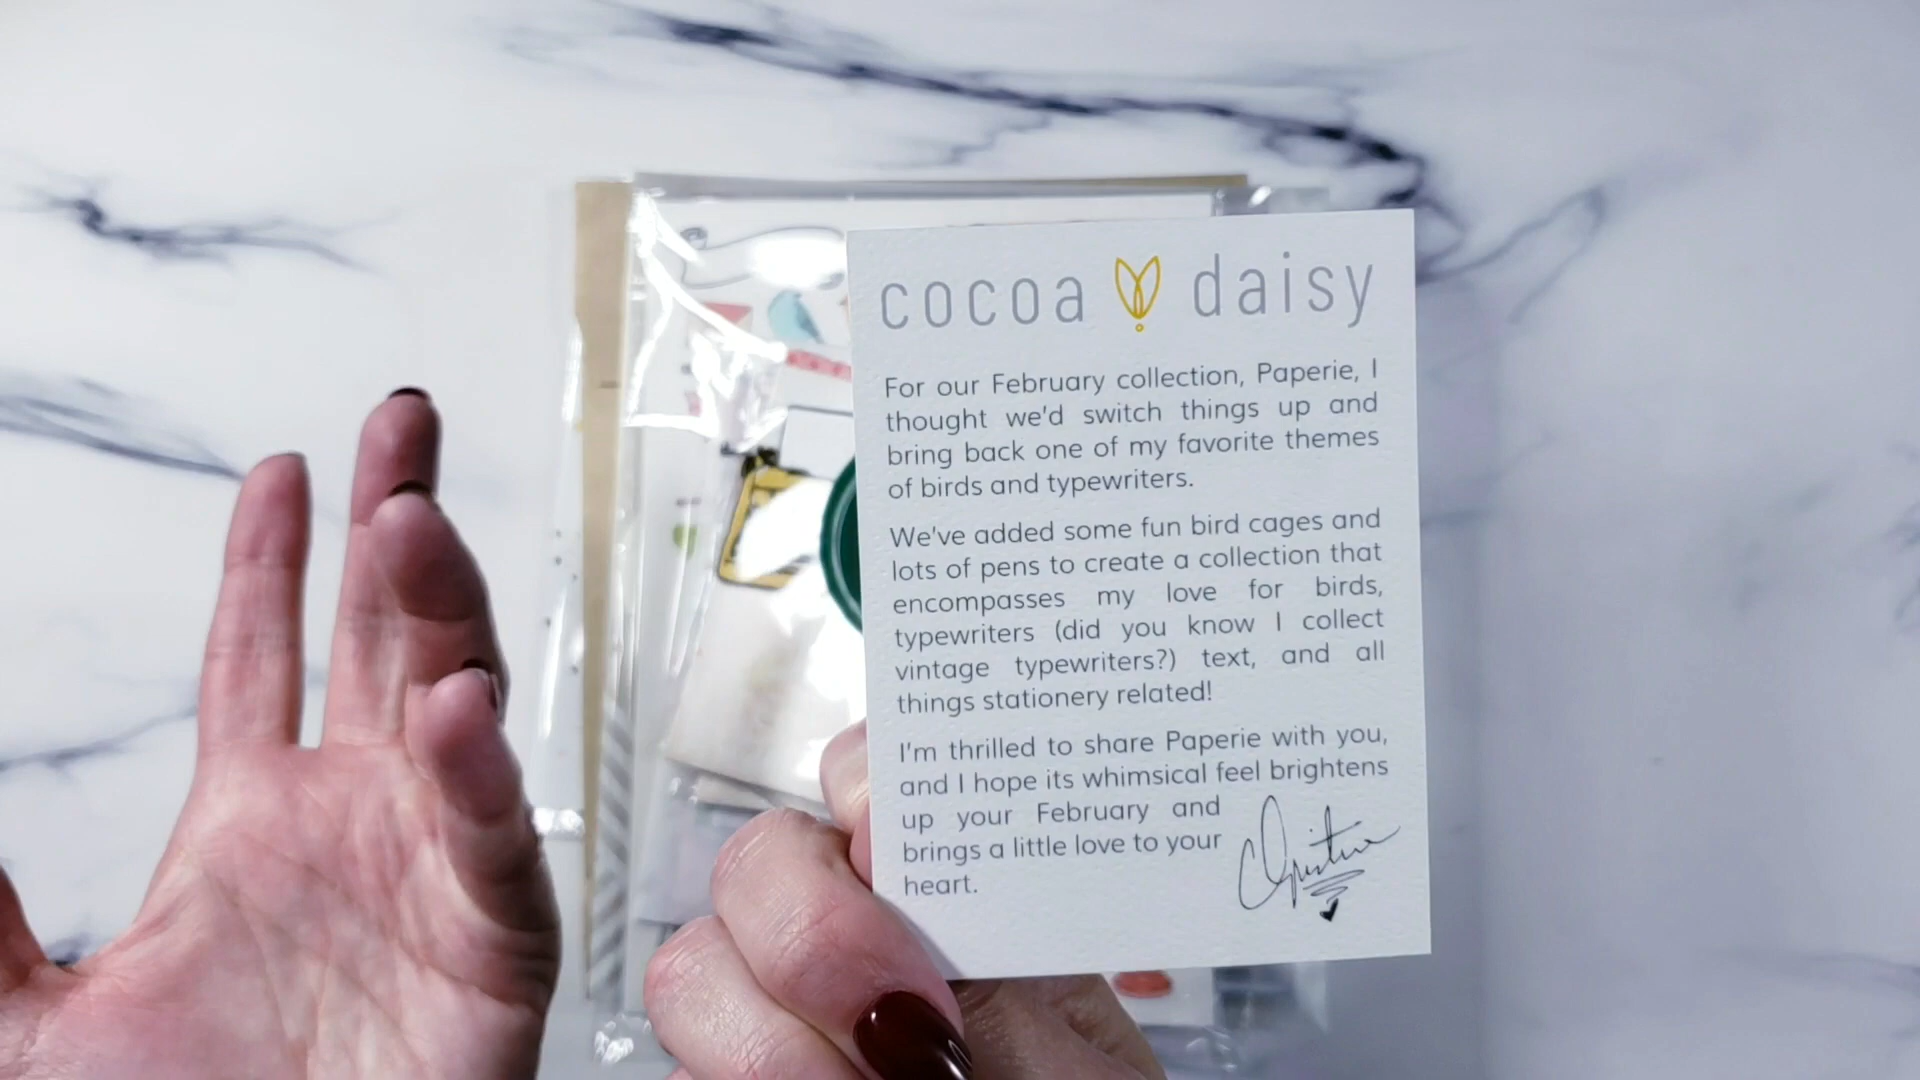 cocoa daisy
For our February collection, Paperie, I
thought we'd switch things up and
bring back one of my favorite themes
of birds and typewriters.
We've added some fun bird cages and
lots of pens to create a collection that
encompasses my love for birds,
typewriters (did you know I collect
vintage typewriters?) text, and all
things stationery related!
I'm thrilled to share Paperie with you,
and I hope its whimsical feel brightens
up your February and
brings a little love to your
heart.
Christine